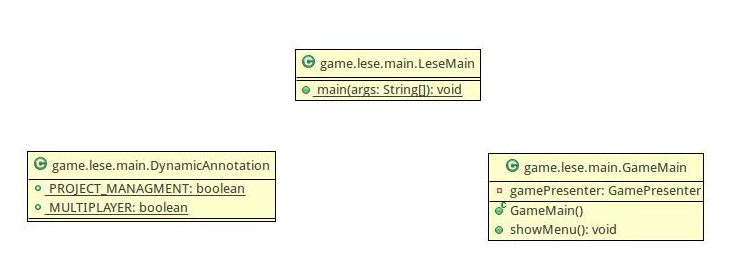 C game.lese.main.LeseMain
main(args: String[]): void
C game.lese.main.DynamicAnnotation
PROJECT_MANAGMENT: boolean
MULTIPLAYER: boolean
C game.lese.main.GameMain
gamePresenter: GamePresenter
c GameMain()
showMenu(): void